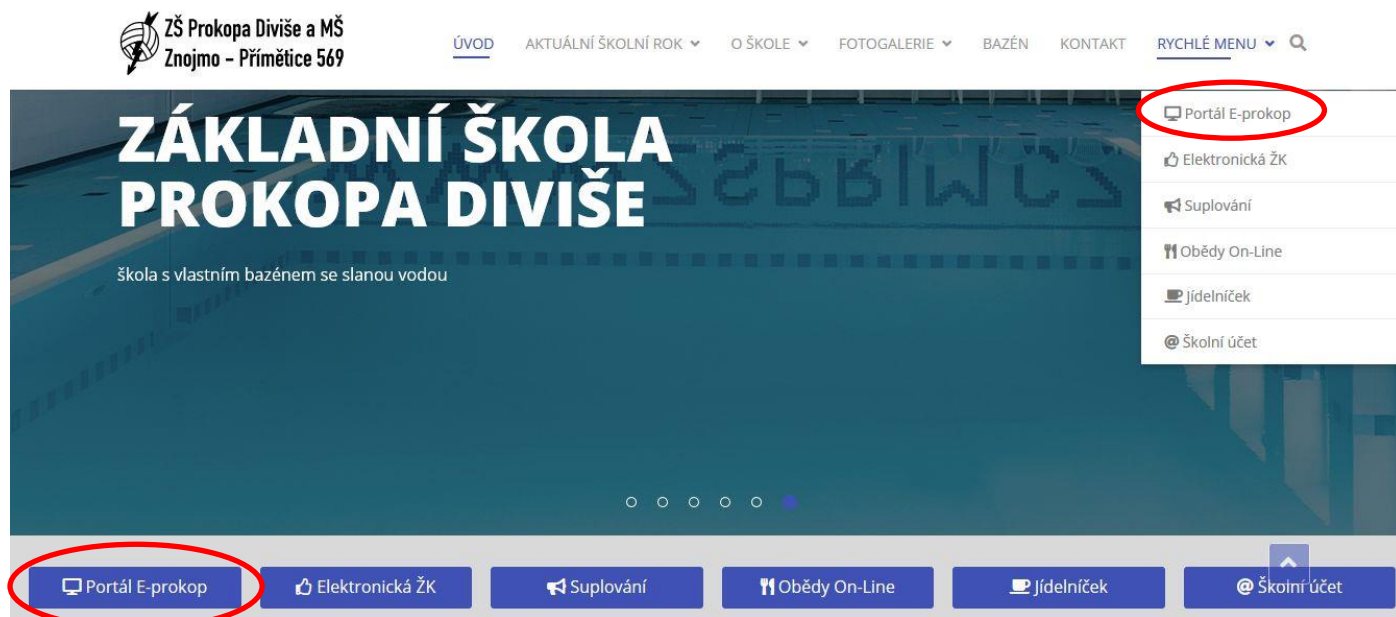 ZŠ Prokopa Diviše a MŠ
Znojmo – Přímětice 569
ÚVOD AKTUÁLNÍ ŠKOLNÍ ROK O ŠKOLE FOTOGALERIE BAZÉN KONTAKT RYCHLÉ MENU
ZÁKLADNÍ ŠKOLA
PROKOPA DIVIŠE
škola s vlastním bazénem se slanou vodou
Portál E-prokop
Elektronická ŽK
Suplování
Obědy On-Line
Jídelníček
@ Školní účet
Portál E-prokop Elektronická ŽK Suplování Obědy On-Line Jídelníček @ Školní účet